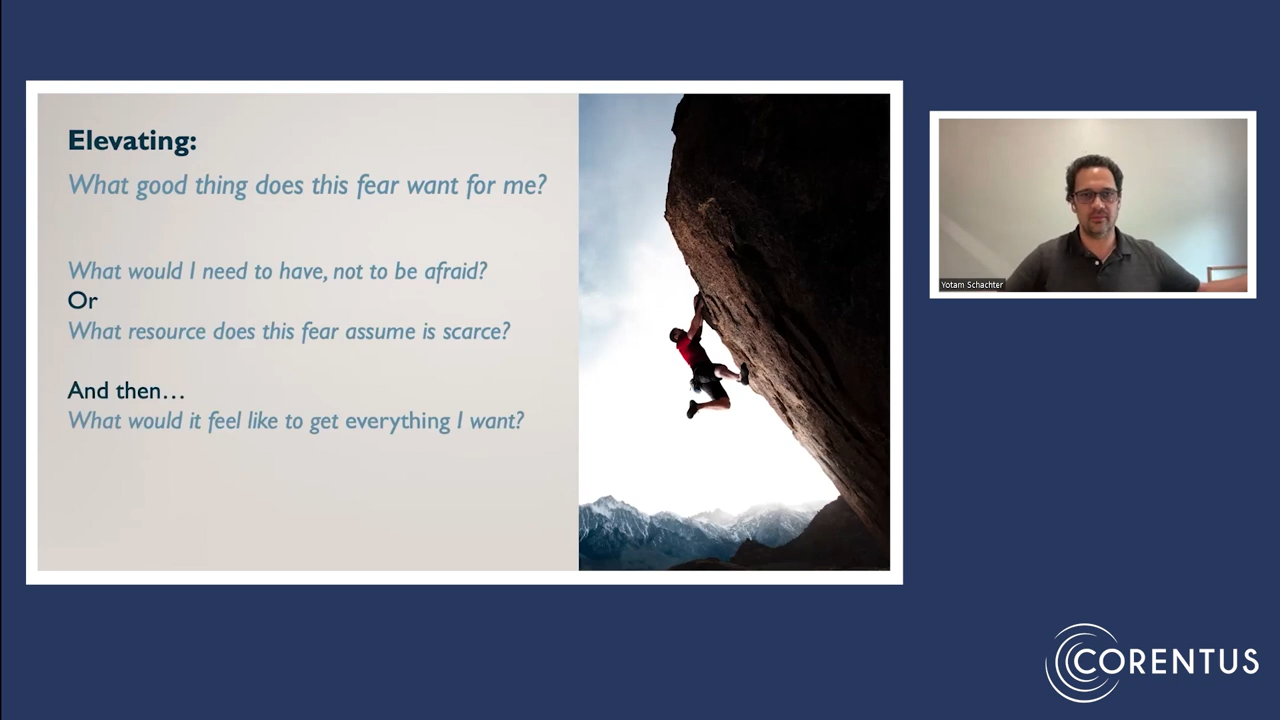 Elevating:
What good thing does this fear want for me?
What would I need to have, not to be afraid?
Or
What resource does this fear assume is scarce?
And then…
What would it feel like to get everything I want?
Yotam Schachter
CORENTUS